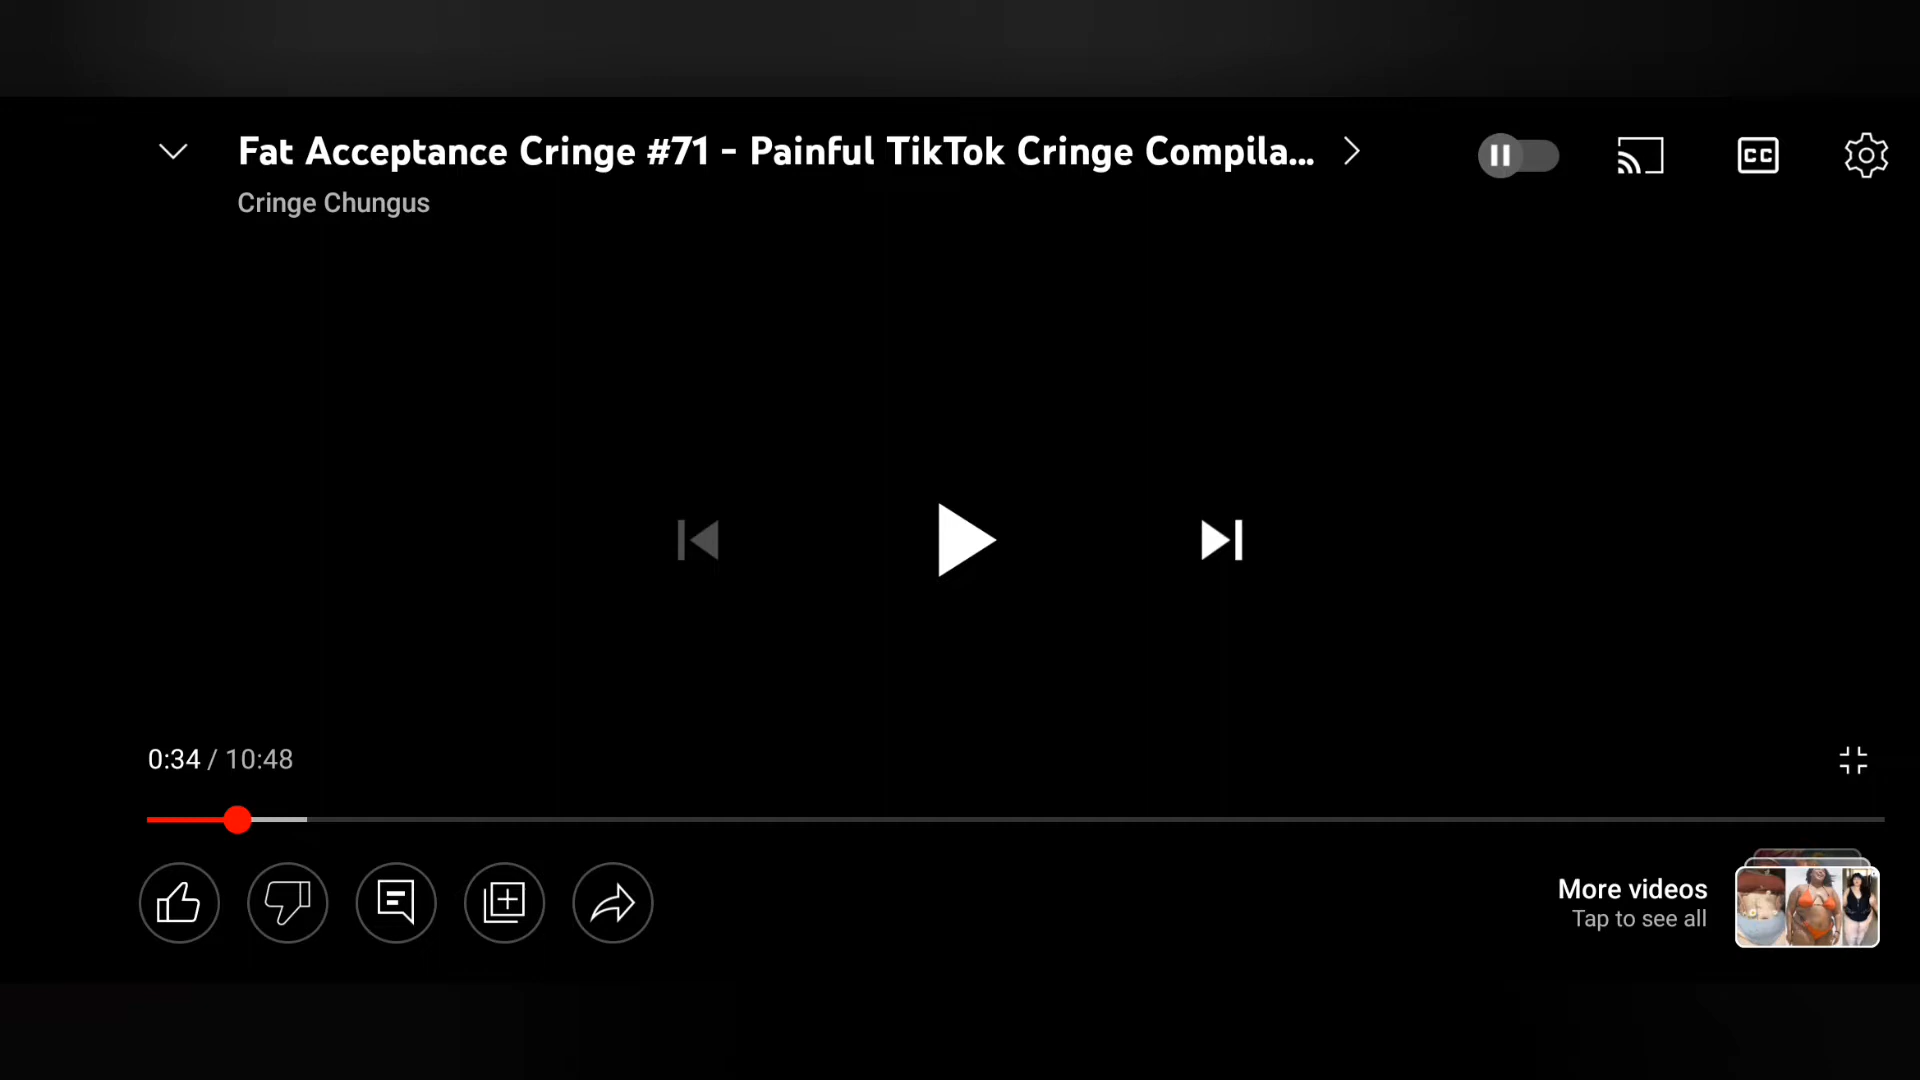 Fat Acceptance Cringe #71 - Painful TikTok Cringe Compila...
Cringe Chungus
CC
0:34 / 10:48
More videos
Tap to see all